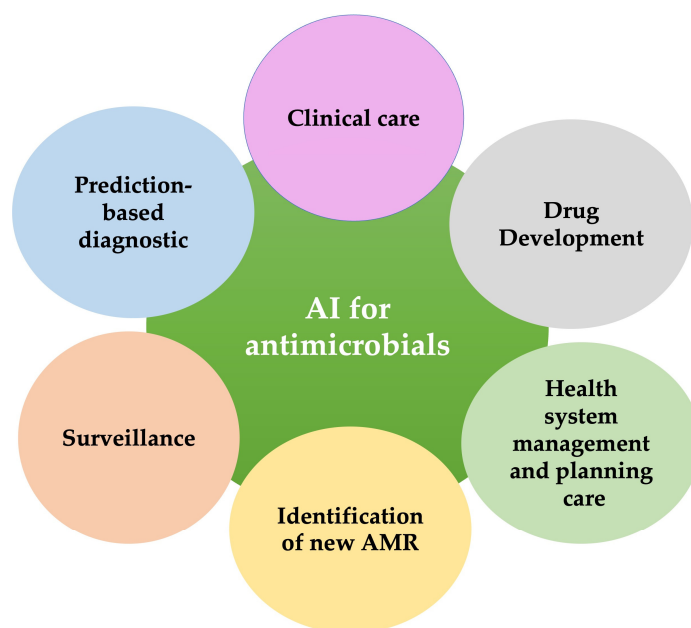 Clinical care
Prediction-
based
diagnostic
Drug
Development
AI for
antimicrobials
Surveillance
Health
system
management
and planning
care
Identification
of new AMR